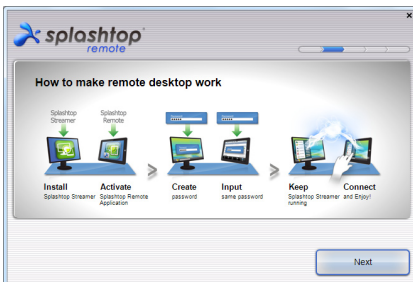 splashtop
remote
How to make remote desktop work
Splashtop Streamer
Splashtop Remote
Install
Splashtop Streamer
Activate
Splashtop Remote Application
Create
password
Input
same password
Keep
Splashtop Streamer running
Connect
and Enjoy!
Next